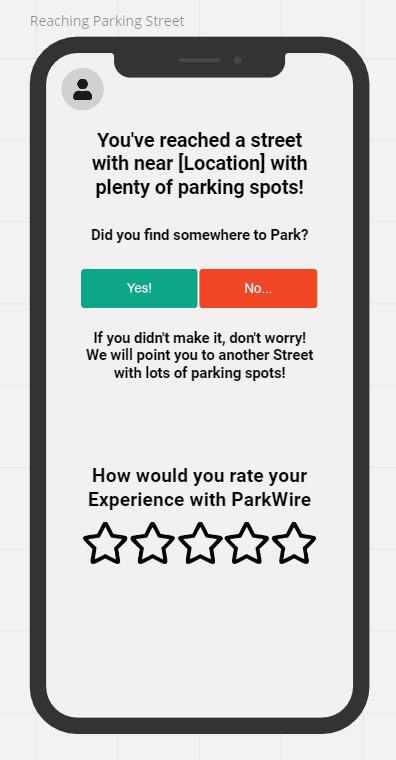 Reaching Parking Street
You've reached a street
with near [Location] with
plenty of parking spots!
Did you find somewhere to Park?
Yes!
No...
If you didn't make it, don't worry!
We will point you to another Street
with lots of parking spots!
How would you rate your
Experience with ParkWire